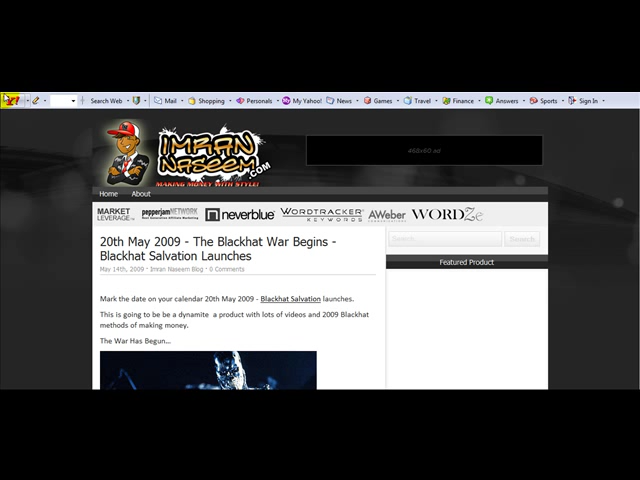 Search Web Mail Shopping Personals My Yahoo! News Games Travel Finance Answers Sports Sign In
IMRAN
NASEEM
.COM
MAKING MONEY WITH STYLE!
468x60 ad
Home About
MARKET
LEVERAGE
pepperjamNETWORK
neverblue
WORDTRACKER
KEYWORDS
AWeber
WORDZe
20th May 2009 - The Blackhat War Begins -
Blackhat Salvation Launches
May 14th, 2009 · Imran Naseem Blog · 0 Comments
Search...
Search
Featured Product
Mark the date on your calendar 20th May 2009 - Blackhat Salvation launches.
This is going to be be a dynamite a product with lots of videos and 2009 Blackhat
methods of making money.
The War Has Begun...